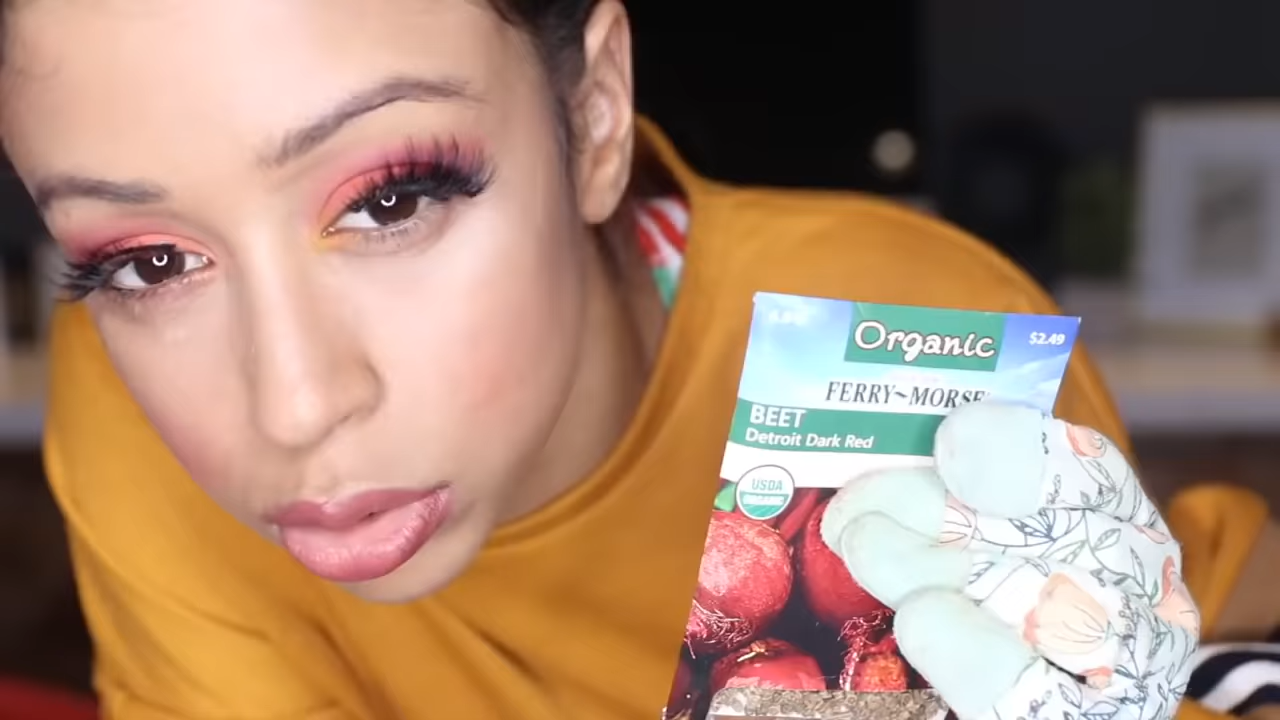 Organic
$2.49
FERRY~MORSE
BEET
Detroit Dark Red
USDA
ORGANIC